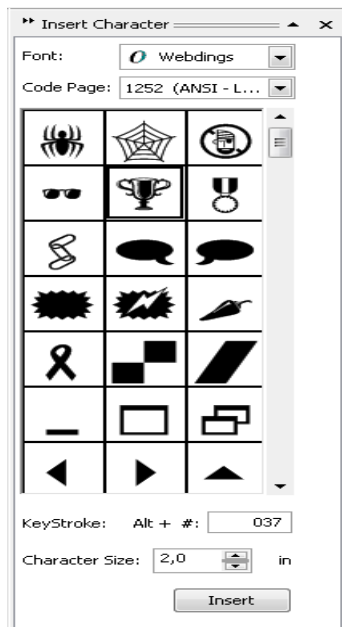 Insert Character
Font: O Webdings
Code Page: 1252 (ANSI - L...
KeyStroke: Alt + #: 037
Character Size: 2,0 in
Insert